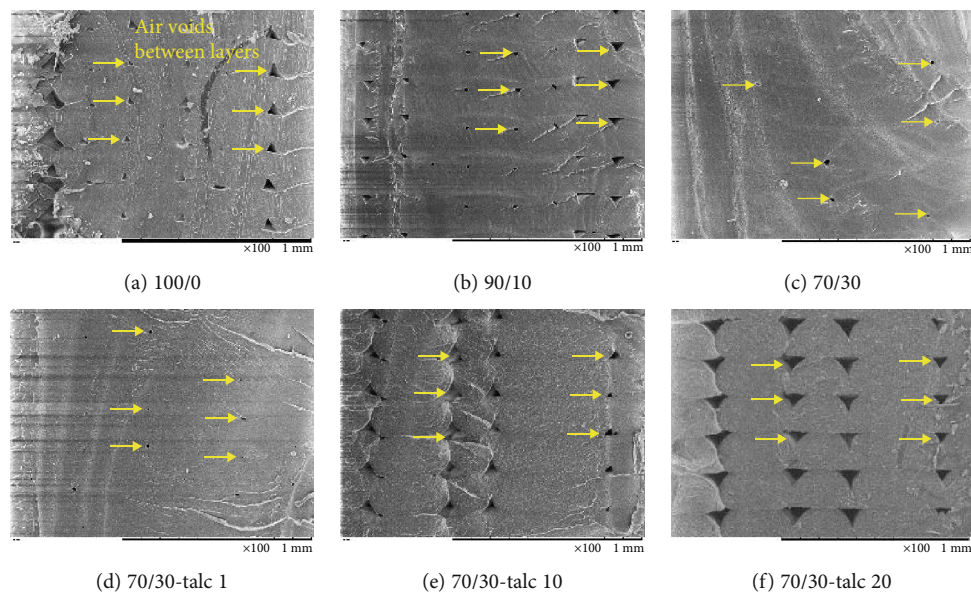 Air voids
between layers
×100 1 mm
×100 1 mm
×100 1 mm
(a) 100/0
(b) 90/10
(c) 70/30
×100 1 mm
×100 1 mm
×100 1 mm
(d) 70/30-talc 1
(e) 70/30-talc 10
(f) 70/30-talc 20